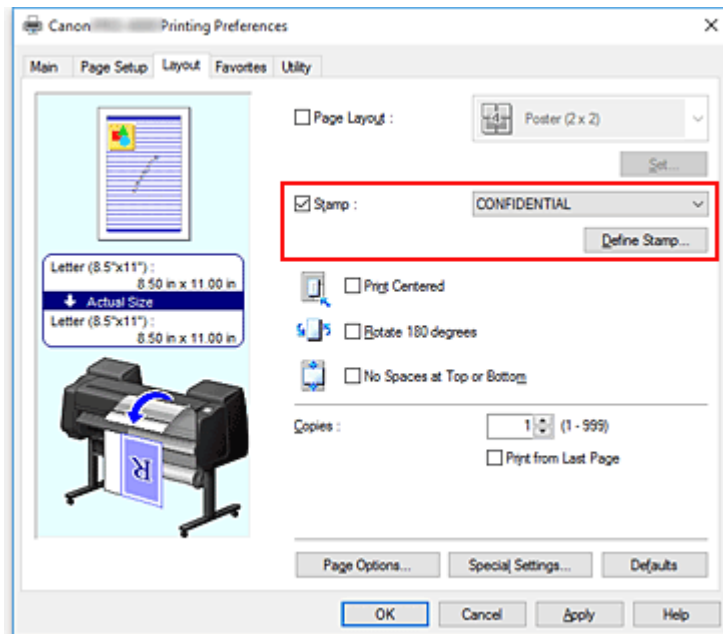 Canon Printing Preferences
Main Page Setup Layout Favorites Utility
Page Layout :
4
Poster (2 x 2)
Set...
Stamp :
CONFIDENTIAL
Define Stamp...
Letter (8.5"x11") :
8.50 in x 11.00 in
Actual Size
Letter (8.5"x11") :
8.50 in x 11.00 in
Print Centered
Rotate 180 degrees
No Spaces at Top or Bottom
Copies :
1 (1 - 999)
Print from Last Page
R
Page Options... Special Settings... Defaults
OK Cancel Apply Help